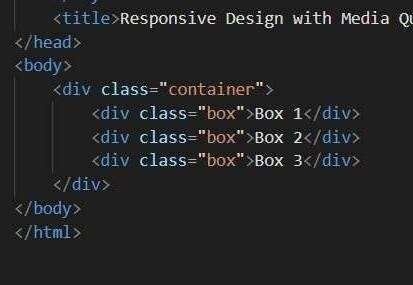 <title>Responsive Design with Media Qu
</head>
<body>
<div class="container">
<div class="box">Box 1</div>
<div class="box">Box 2</div>
<div class="box">Box 3</div>
</div>
</body>
</html>